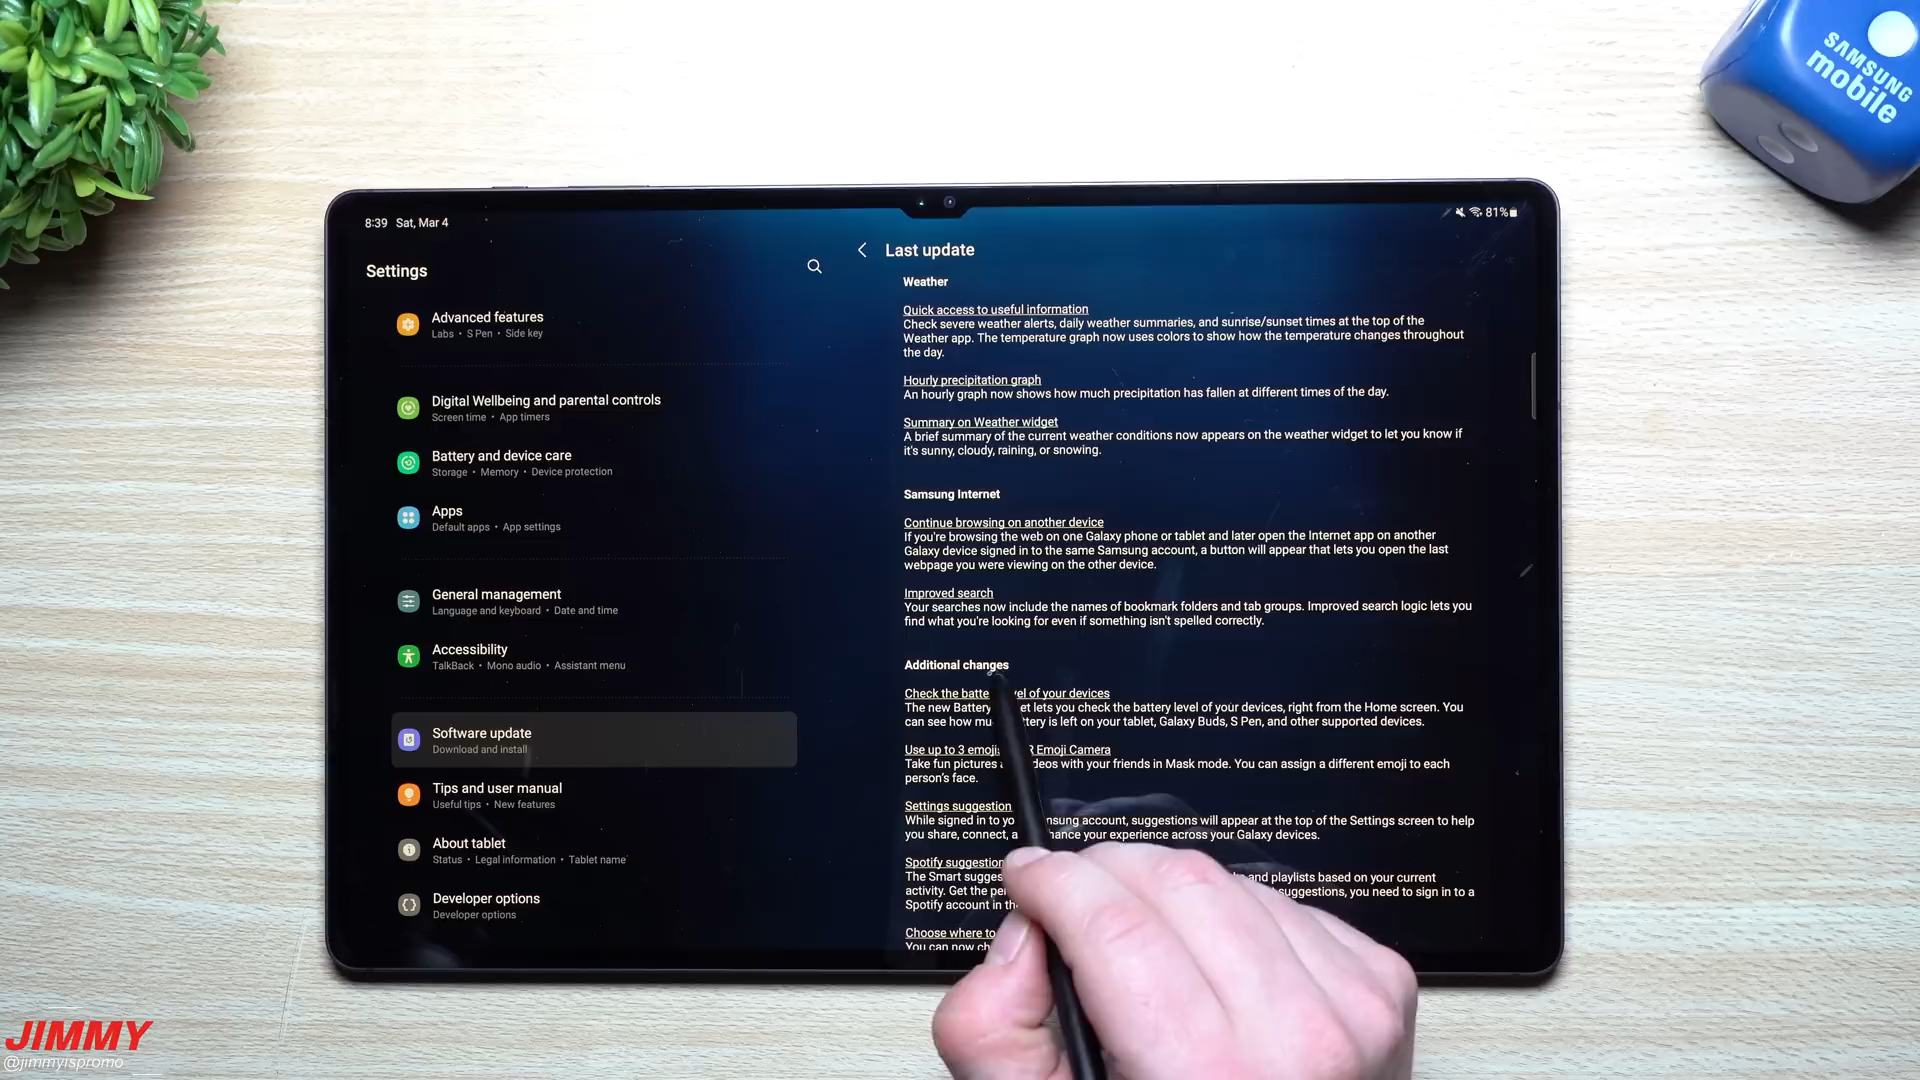 SAMSUNG
mobile
8:39 Sat, Mar 4
81%
Settings
Advanced features
Labs • S Pen • Side key
Digital Wellbeing and parental controls
Screen time • App timers
Battery and device care
Storage • Memory • Device protection
Apps
Default apps • App settings
General management
Language and keyboard • Date and time
Accessibility
TalkBack • Mono audio • Assistant menu
Software update
Download and install
Tips and user manual
Useful tips • New features
About tablet
Status • Legal information • Tablet name
Developer options
Developer options
Last update
Weather
Quick access to useful information
Check severe weather alerts, daily weather summaries, and sunrise/sunset times at the top of the
Weather app. The temperature graph now uses colors to show how the temperature changes throughout
the day.
Hourly precipitation graph
An hourly graph now shows how much precipitation has fallen at different times of the day.
Summary on Weather widget
A brief summary of the current weather conditions now appears on the weather widget to let you know if
it's sunny, cloudy, raining, or snowing.
Samsung Internet
Continue browsing on another device
If you're browsing the web on one Galaxy phone or tablet and later open the Internet app on another
Galaxy device signed in to the same Samsung account, a button will appear that lets you open the last
webpage you were viewing on the other device.
Improved search
Your searches now include the names of bookmark folders and tab groups. Improved search logic lets you
find what you're looking for even if something isn't spelled correctly.
Additional changes
Check the of your devices
The new Battery lets you check the battery level of your devices, right from the Home screen. You
can see how is left on your tablet, Galaxy Buds, S Pen, and other supported devices.
Use up to 3 Emoji Camera
Take fun pictures with your friends in Mask mode. You can assign a different emoji to each
person's face.
Settings suggestion
While signed in to account, suggestions will appear at the top of the Settings screen to help
you share, connect, your experience across your Galaxy devices.
Spotify
The Smart and playlists based on your current
activity. Get the suggestions, you need to sign in to a
Spotify account in
Choose where to
You can now
JIMMY
@jimmyispromo